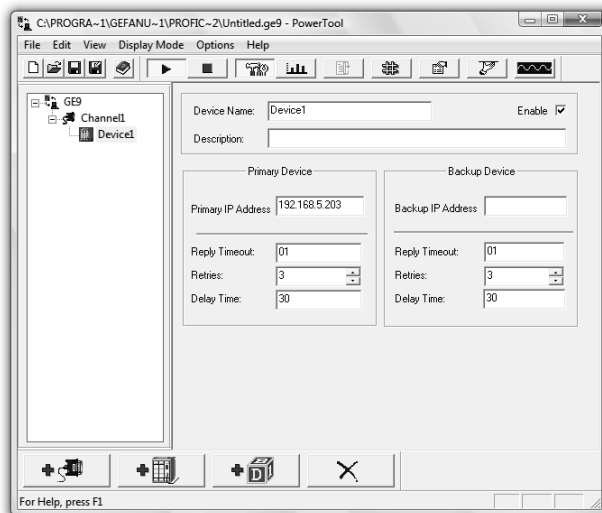 C:\PROGRA~1\GEFANU~1\PROFIC~2\Untitled.ge9 - PowerTool
File Edit View Display Mode Options Help
GE9
Channel1
Device1
Device Name: Device1 Enable
Description:
Primary Device
Primary IP Address 192.168.5.203
Reply Timeout: 01
Retries: 3
Delay Time: 30
Backup Device
Backup IP Address
Reply Timeout: 01
Retries: 3
Delay Time: 30
D
For Help, press F1